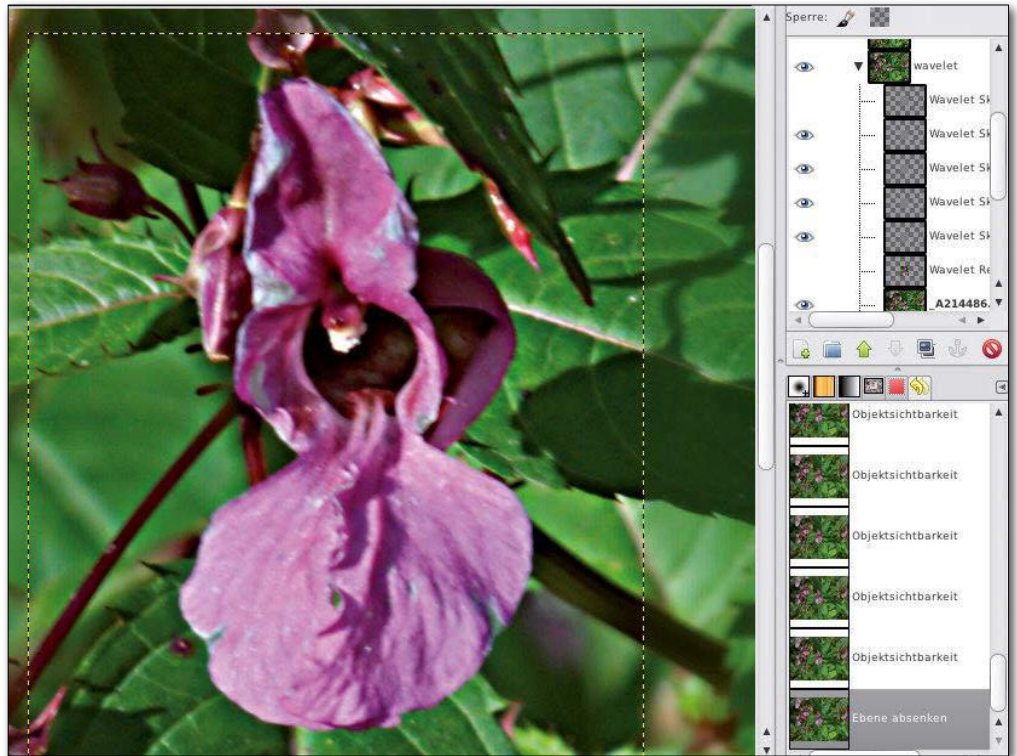 Sperre:
wavelet
Wavelet Sk
Wavelet Sk
Wavelet Sk
Wavelet Sk
Wavelet Sk
Wavelet Re
_A214486.
Objektsichtbarkeit
Objektsichtbarkeit
Objektsichtbarkeit
Objektsichtbarkeit
Objektsichtbarkeit
Ebene absenken